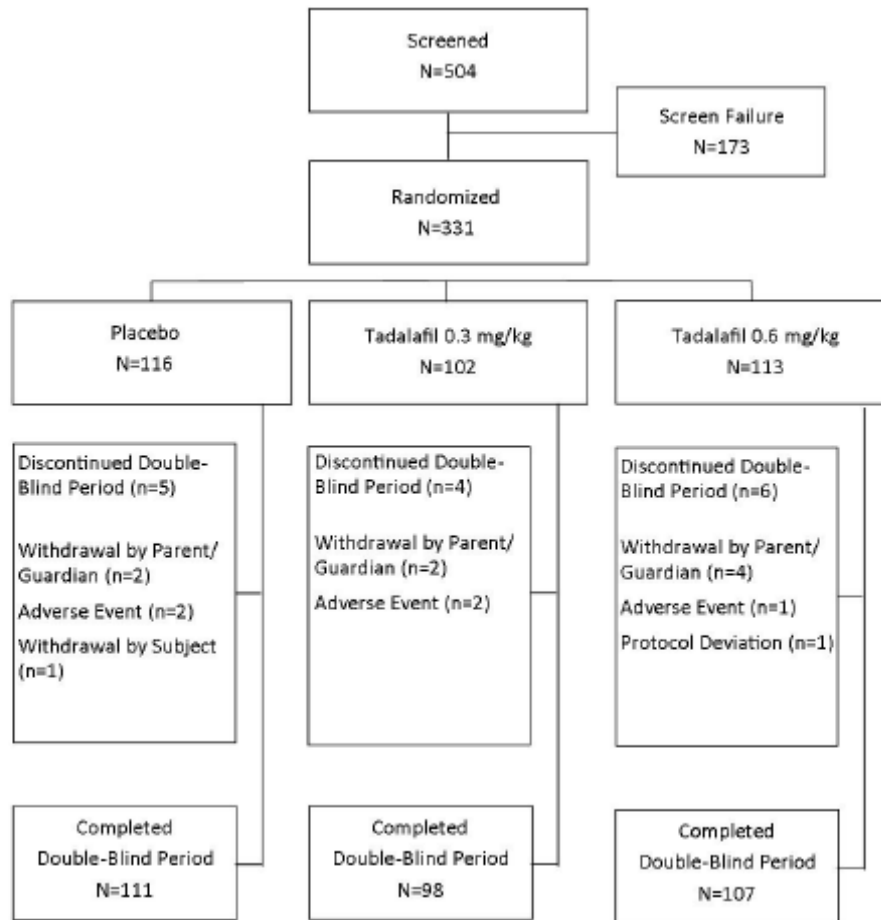 Screened
N=504
Screen Failure
N=173
Randomized
N=331
Placebo
N=116
Tadalafil 0.3 mg/kg
N=102
Tadalafil 0.6 mg/kg
N=113
Discontinued Double-
Blind Period (n=5)
Withdrawal by Parent/
Guardian (n=2)
Adverse Event (n=2)
Withdrawal by Subject
(n=1)
Discontinued Double-
Blind Period (n=4)
Withdrawal by Parent/
Guardian (n=2)
Adverse Event (n=2)
Discontinued Double-
Blind Period (n=6)
Withdrawal by Parent/
Guardian (n=4)
Adverse Event (n=1)
Protocol Deviation (n=1)
Completed
Double-Blind Period
N=111
Completed
Double-Blind Period
N=98
Completed
Double-Blind Period
N=107